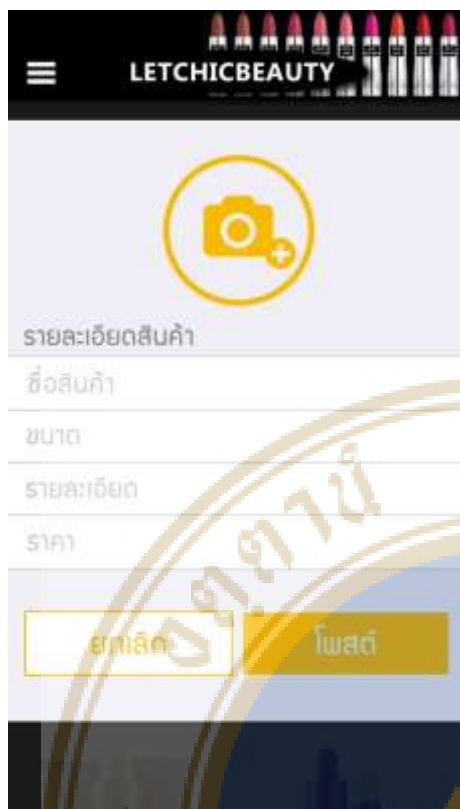 LETCHICBEAUTY
รายละเอียดสินค้า
ชื่อสินค้า
ขนาด
รายละเอียด
ราคา
ยกเลิก
โพสต์